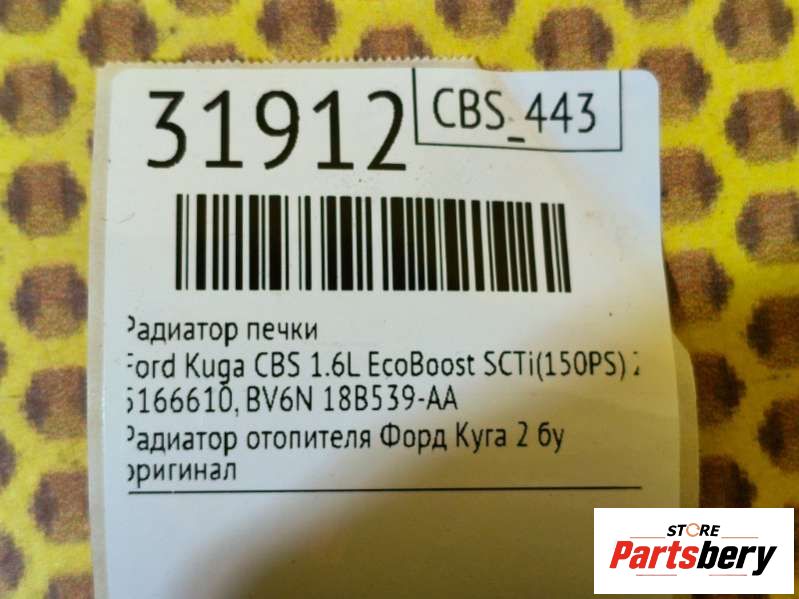 31912
CBS_443
Радиатор печки
Ford Kuga CBS 1.6L EcoBoost SCTi(150PS) 2
5166610, BV6N 18B539-AA
Радиатор отопителя Форд Куга 2 бу
оригинал
STORE
Partsbery